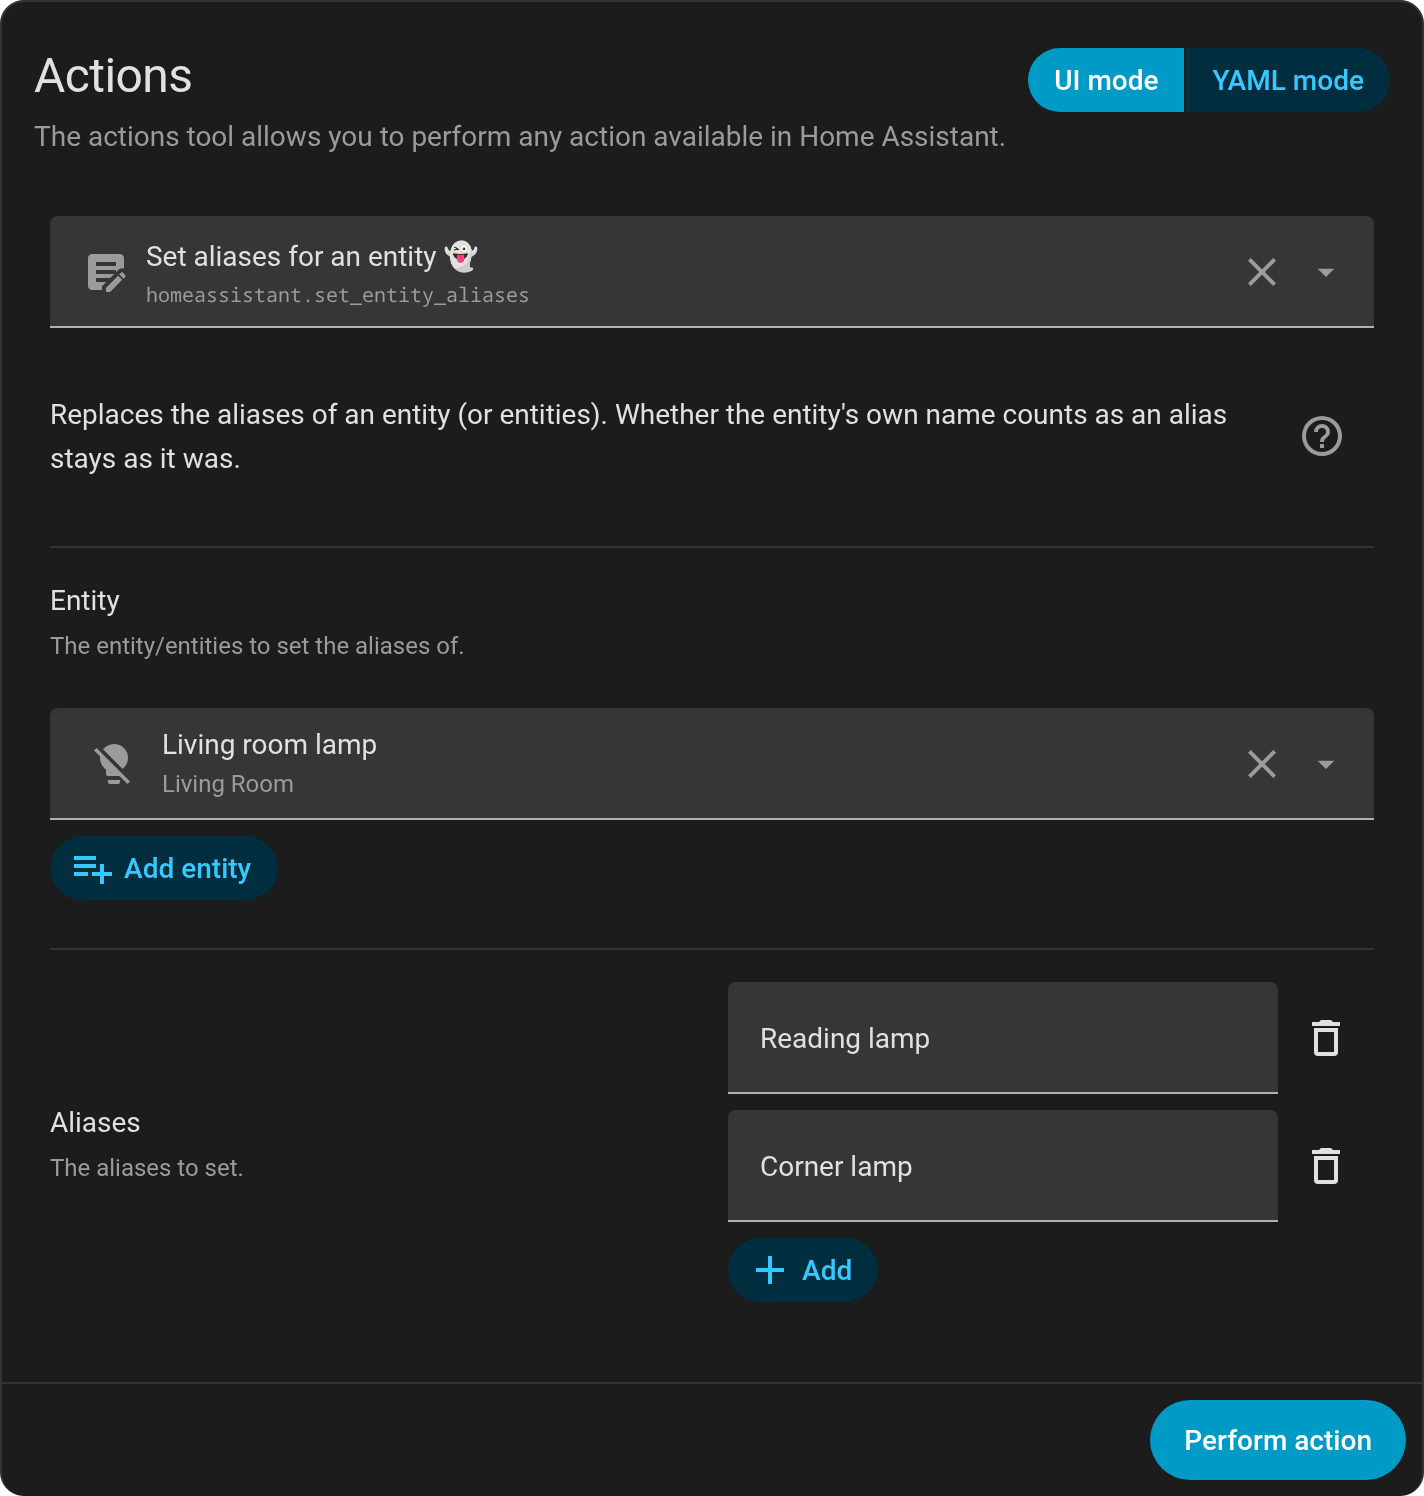 Actions
UI mode
YAML mode
The actions tool allows you to perform any action available in Home Assistant.
Set aliases for an entity 👻
homeassistant.set_entity_aliases
Replaces the aliases of an entity (or entities). Whether the entity's own name counts as an alias
stays as it was.
Entity
The entity/entities to set the aliases of.
Living room lamp
Living Room
Add entity
Reading lamp
Aliases
The aliases to set.
Corner lamp
Add
Perform action